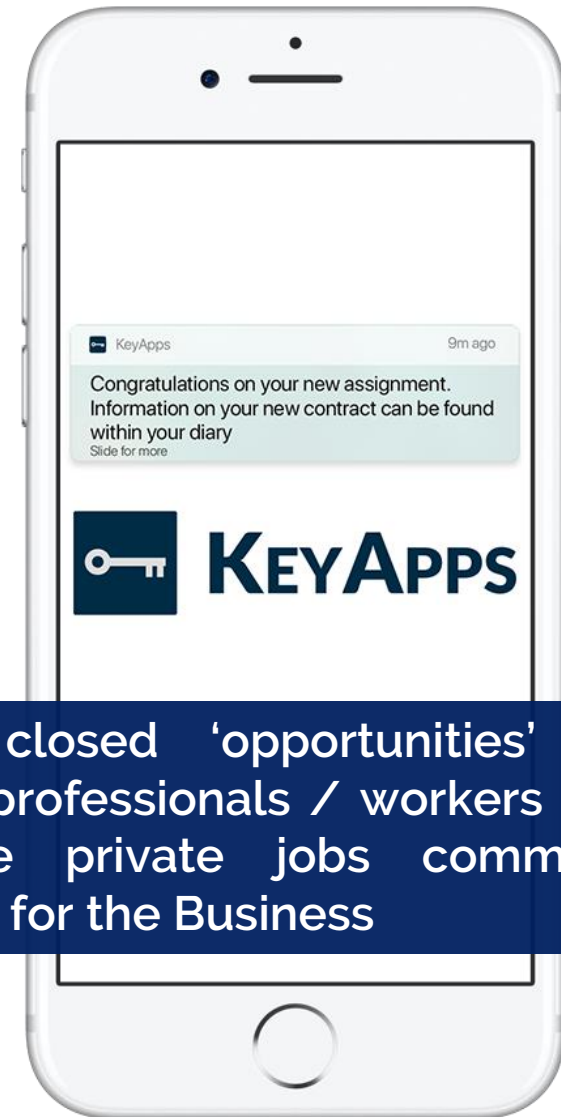 KeyApps
9m ago
Congratulations on your new assignment.
Information on your new contract can be found
within your diary
Slide for more
KEYAPPS
closed ‘opportunities’
professionals / workers
private jobs
for the Business